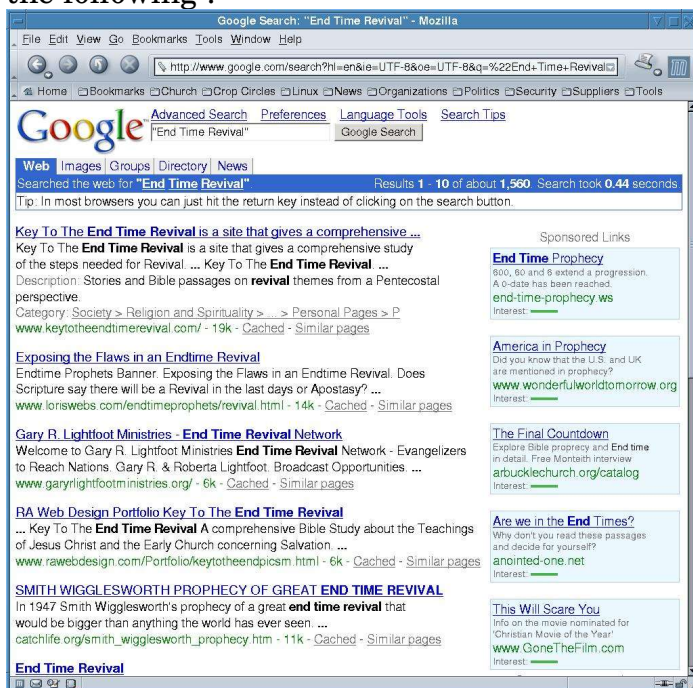 the following :
Google Search: "End Time Revival" - Mozilla
File Edit View Go Bookmarks Tools Window Help
http://www.google.com/search?hl=en&ie=UTF-8&oe=UTF-8&q=%22End+Time+Revival
Home Bookmarks Church Crop Circles Linux News Organizations Politics Security Suppliers Tools
Google
Advanced Search Preferences Language Tools Search Tips
"End Time Revival" Google Search
Web Images Groups Directory News
Searched the web for "End Time Revival". Results 1 - 10 of about 1,560 Search took 0.44 seconds.
Tip: In most browsers you can just hit the return key instead of clicking on the search button.
Key To The End Time Revival is a site that gives a comprehensive ...
Key To The End Time Revival is a site that gives a comprehensive study
of the steps needed for Revival. ... Key To The End Time Revival. ...
Description: Stories and Bible passages on revival themes from a Pentecostal
perspective.
Category: Society > Religion and Spirituality > ... > Personal Pages > P
www.keytotheendtimerevival.com/ - 19k - Cached - Similar pages
Exposing the Flaws in an Endtime Revival
Endtime Prophets Banner. Exposing the Flaws in an Endtime Revival. Does
Scripture say there will be a Revival in the last days or Apostasy? ...
www.loriswebs.com/endtimeprophets/revival.html - 14k - Cached - Similar pages
Gary R. Lightfoot Ministries - End Time Revival Network
Welcome to Gary R. Lightfoot Ministries End Time Revival Network - Evangelizers
to Reach Nations. Gary R. & Roberta Lightfoot. Broadcast Opportunities. ...
www.garyrlightfootministries.org/ - 6k - Cached - Similar pages
RA Web Design Portfolio Key To The End Time Revival
... Key To The End Time Revival A comprehensive Bible Study about the Teachings
of Jesus Christ and the Early Church concerning Salvation. ...
www.rawebdesign.com/Portfolio/keytotheendpicsm.html - 6k - Cached - Similar pages
SMITH WIGGLESWORTH PROPHECY OF GREAT END TIME REVIVAL
In 1947 Smith Wigglesworth's prophecy of a great end time revival that
would be bigger than anything the world has ever seen. ...
catchlife.org/smith_wigglesworth_prophecy.htm - 11k - Cached - Similar pages
End Time Revival
Sponsored Links
End Time Prophecy
600, 60 and 6 extend a progression.
A 0-date has been reached.
end-time-prophecy.ws
Interest:
America in Prophecy
Did you know that the U.S. and UK
are mentioned in prophecy?
www.wonderfulworldtomorrow.org
Interest:
The Final Countdown
Explore Bible proprecy and End time
in detail. Free Monteith interview
arbucklechurch.org/catalog
Interest:
Are we in the End Times?
Why don't you read these passages
and decide for yourself?
anointed-one.net
Interest:
This Will Scare You
Info on the movie nominated for
'Christian Movie of the Year'
www.GoneTheFilm.com
Interest: